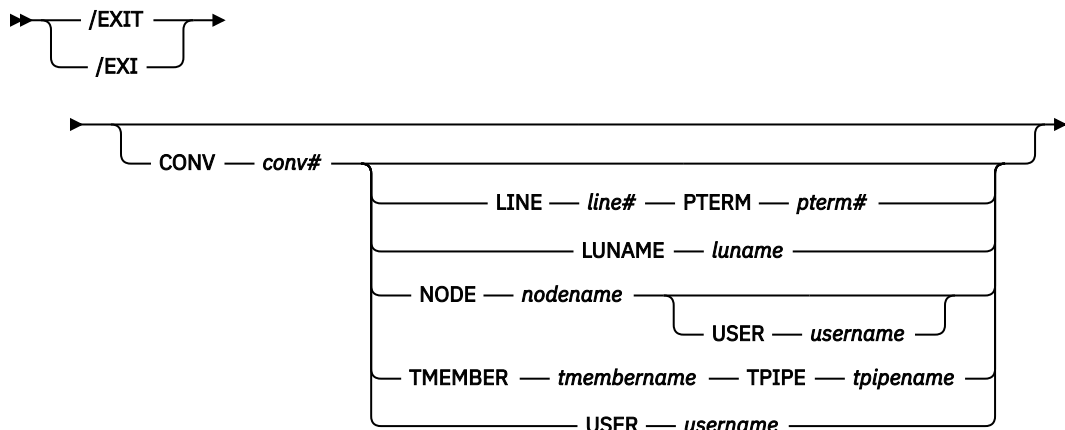 /EXIT
/EXI
CONV conv#
LINE line# PTERM pterm#
LUNAME luname
NODE nodename
USER username
TMEMBER tmembername TPIPE tpipename
USER username